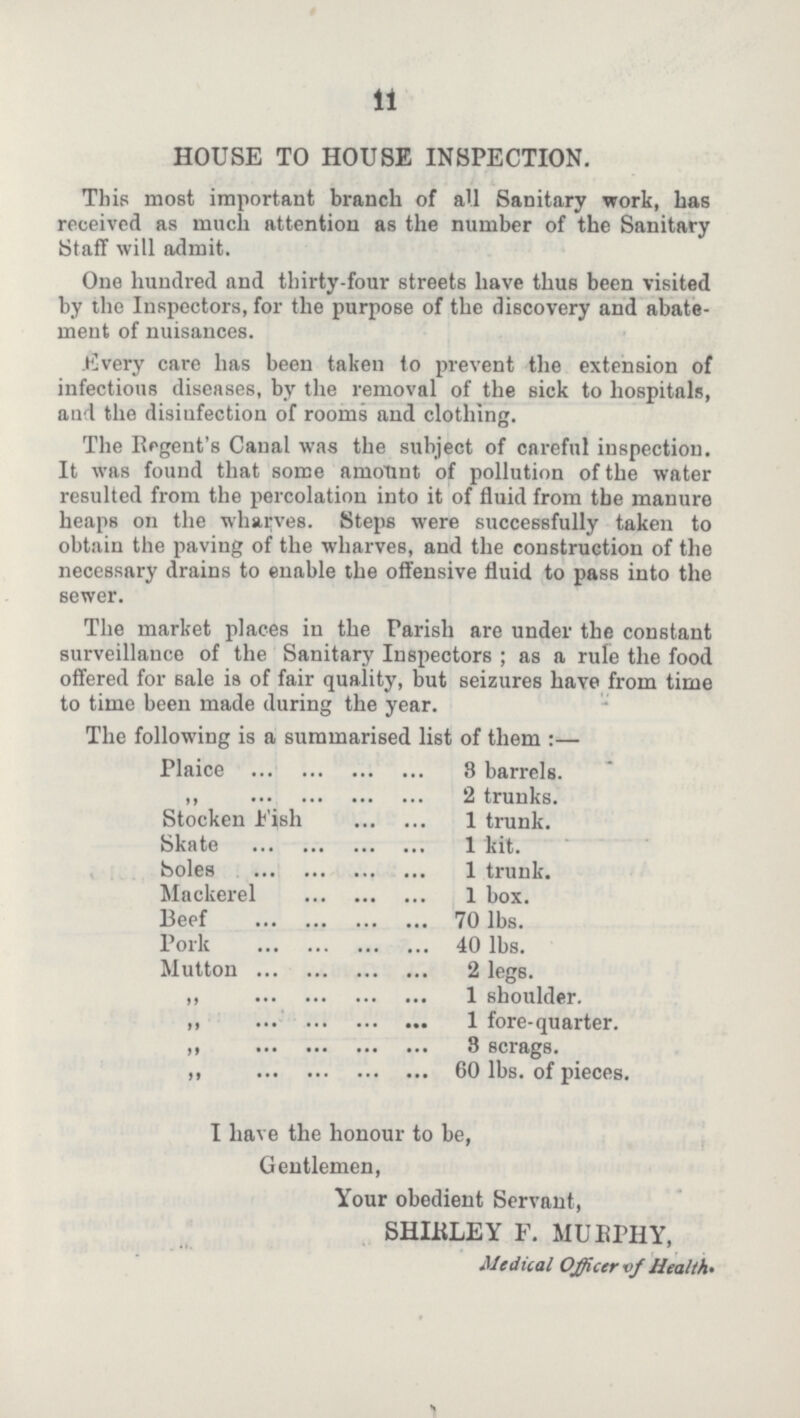 11
HOUSE TO HOUSE INSPECTION.
This most important branch of all Sanitary work, has
received as much attention as the number of the Sanitary
Staff will admit.
One hundred and thirty-four streets have thus been visited
by the Inspectors, for the purpose of the discovery and abate-
ment of nuisances.
Every care has been taken to prevent the extension of
infectious diseases, by the removal of the sick to hospitals,
and the disinfection of rooms and clothing.
The Regent's Canal was the subject of careful inspection.
It was found that some amount of pollution of the water
resulted from the percolation into it of fluid from the manure
heaps on the wharves. Steps were successfully taken to
obtain the paving of the wharves, and the construction of the
necessary drains to enable the offensive fluid to pass into the
sewer.
The market places in the Parish are under the constant
surveillance of the Sanitary Inspectors ; as a rule the food
offered for sale is of fair quality, but seizures have from time
to time been made during the year.
The following is a summarised list of them :—
Plaice ... ... ... ... 3 barrels.
,, ... ... ... ... 2 trunks.
Stocken Fish ... ... 1 trunk.
Skate ... ... ... ... 1 kit.
Soles ... ... ... ... 1 trunk.
Mackerel ... ... ... 1 box.
Beef ... ... ... ... 70 lbs.
Pork ... ... ... ... 40 lbs.
Mutton ... ... ... ... 2 legs.
,, ... ... ... ... 1 shoulder.
,, ... ... ... ... 1 fore-quarter.
,, ... ... ... ... 3 scrags.
,, ... ... ... ... 60 lbs. of pieces.
I have the honour to be,
Gentlemen,
Your obedient Servant,
SHIRLEY F. MURPHY,
Medical Officer of Health.